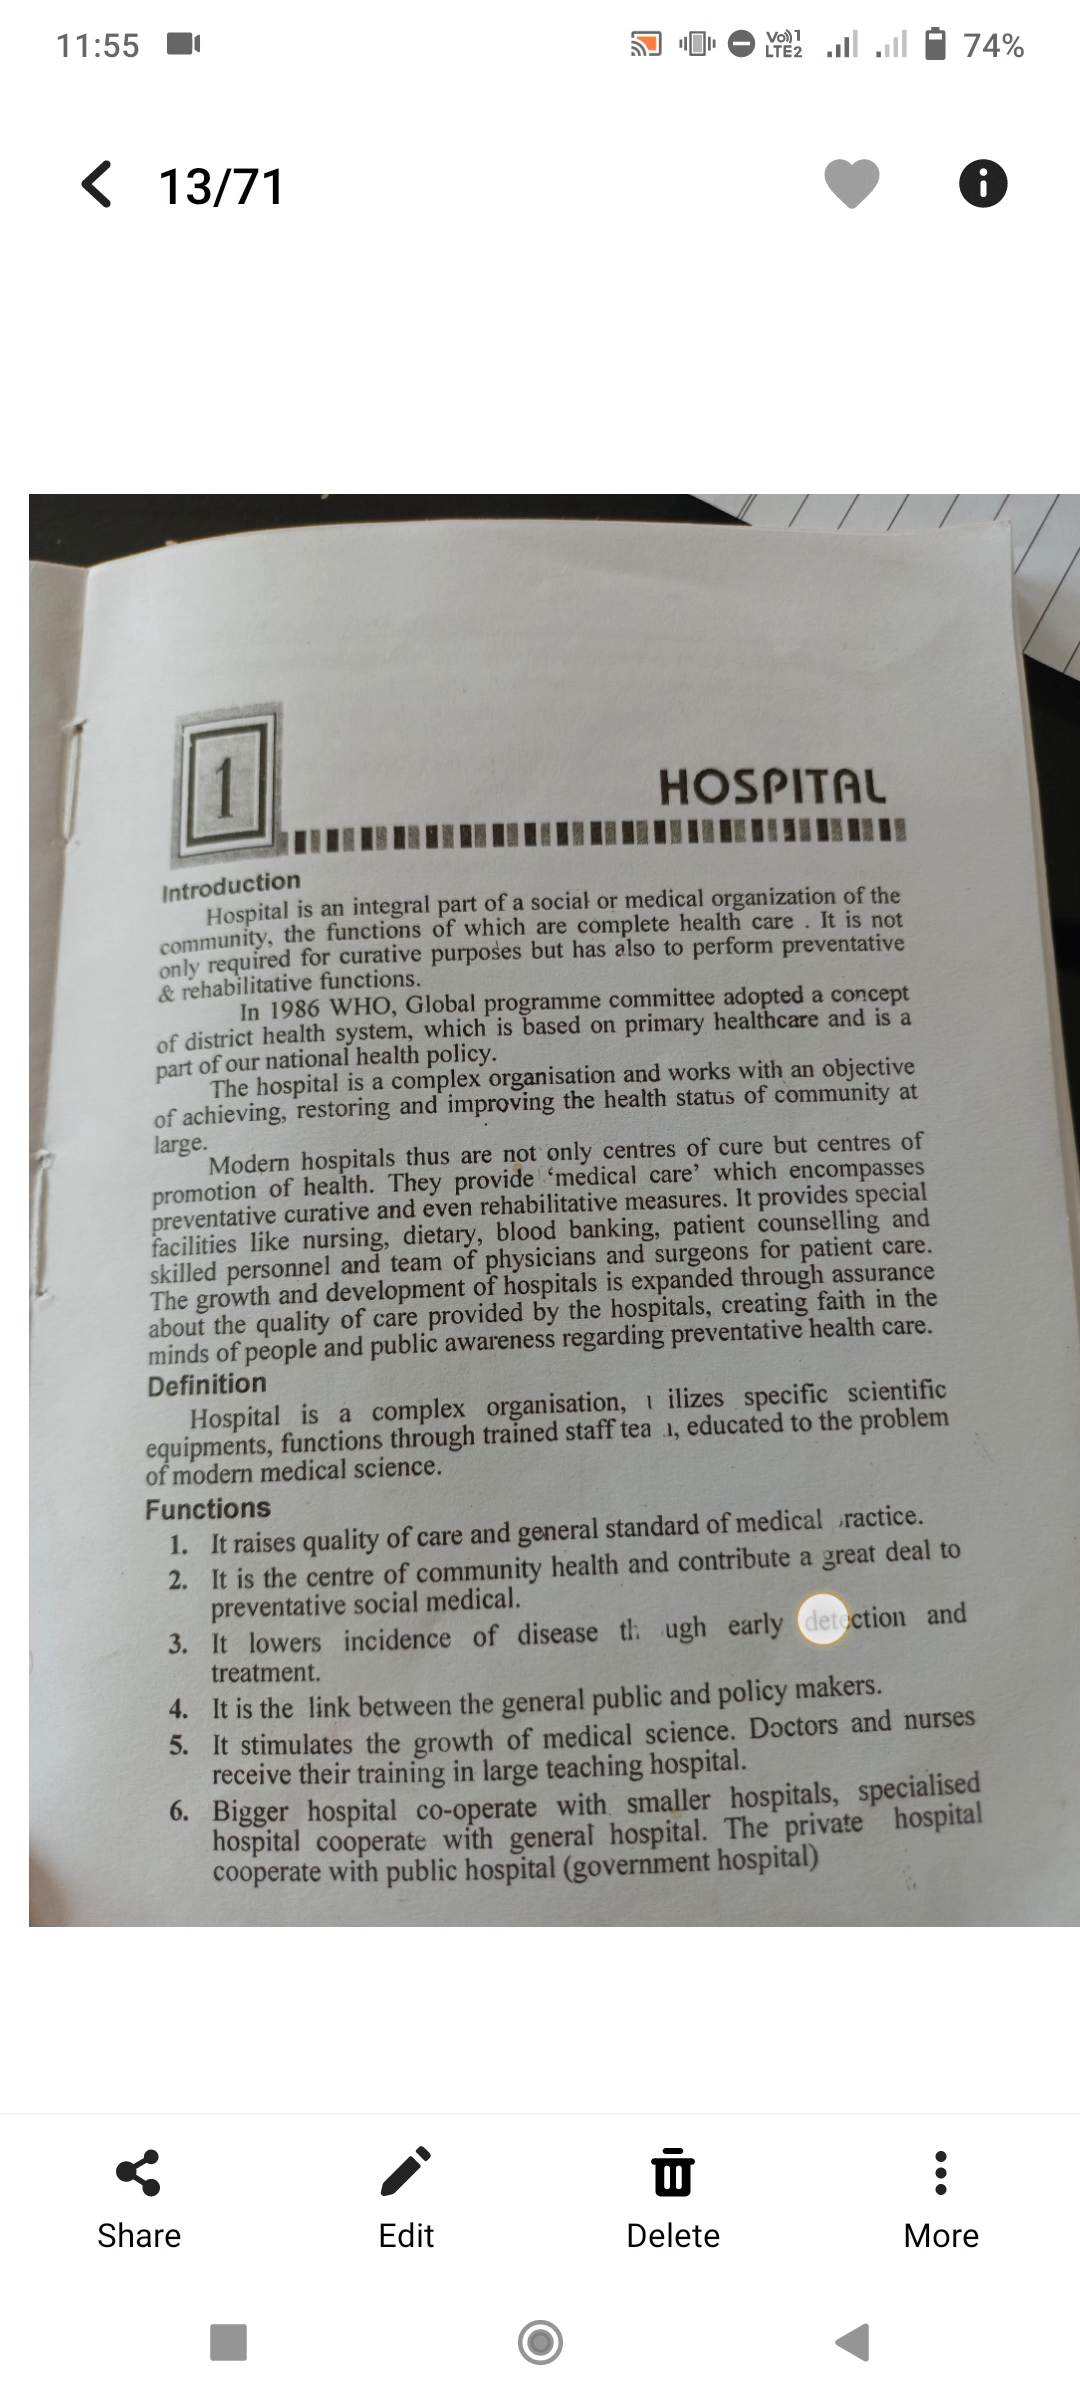 11:55
Vo))1
LTE2
74%
13/71
1
HOSPITAL
Introduction
Hospital is an integral part of a social or medical organization of the
community, the functions of which are complete health care . It is not
only required for curative purposes but has also to perform preventative
& rehabilitative functions.
In 1986 WHO, Global programme committee adopted a concept
of district health system, which is based on primary healthcare and is a
part of our national health policy.
The hospital is a complex organisation and works with an objective
of achieving, restoring and improving the health status of community at
large.
Modern hospitals thus are not only centres of cure but centres of
promotion of health. They provide ‘medical care’ which encompasses
preventative curative and even rehabilitative measures. It provides special
facilities like nursing, dietary, blood banking, patient counselling and
skilled personnel and team of physicians and surgeons for patient care.
The growth and development of hospitals is expanded through assurance
about the quality of care provided by the hospitals, creating faith in the
minds of people and public awareness regarding preventative health care.
Definition
Hospital is a complex organisation, ilizes specific scientific
equipments, functions through trained staff tea , educated to the problem
of modern medical science.
Functions
1. It raises quality of care and general standard of medical ractice.
2. It is the centre of community health and contribute a great deal to
preventative social medical.
3. It lowers incidence of disease th ugh early detection and
treatment.
4. It is the link between the general public and policy makers.
5. It stimulates the growth of medical science. Doctors and nurses
receive their training in large teaching hospital.
6. Bigger hospital co-operate with smaller hospitals, specialised
hospital cooperate with general hospital. The private hospital
cooperate with public hospital (government hospital)
Share
Edit
Delete
More